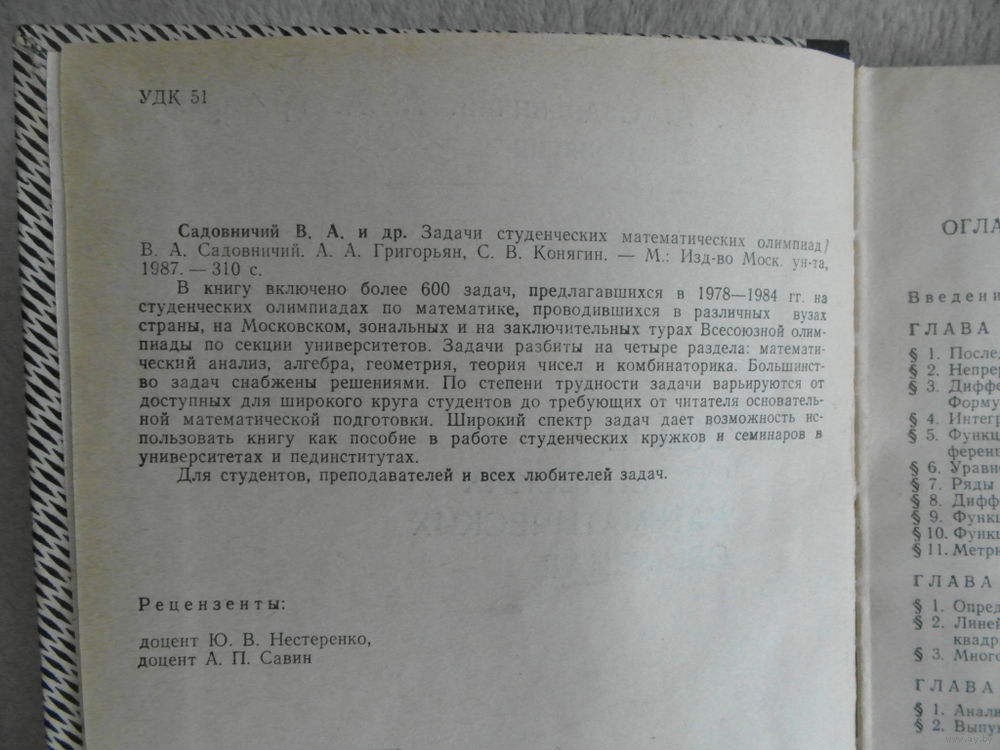 УДК 51
Садовничий В. А. и др. Задачи студенческих математических олимпиад/
В. А. Садовничий. А. А. Григорьян, С. В. Конягин. — М.: Изд-во Моск. ун-та,
1987. — 310 с.
В книгу включено более 600 задач, предлагавшихся в 1978—1984 гг. на
студенческих олимпиадах по математике, проводившихся в различных вузах
страны, на Московском, зональных и на заключительных турах Всесоюзной олим-
пиады по секции университетов. Задачи разбиты на четыре раздела: математи-
ческий анализ, алгебра, геометрия, теория чисел и комбинаторика. Большинст-
во задач снабжены решениями. По степени трудности задачи варьируются от
доступных для широкого круга студентов до требующих от читателя основатель-
ной математической подготовки. Широкий спектр задач дает возможность ис-
пользовать книгу как пособие в работе студенческих кружков и семинаров в
университетах и пединститутах.
Для студентов, преподавателей и всех любителей задач.
Рецензенты:
доцент Ю. В. Нестеренко,
доцент А. П. Савин
ОГЛА
Введени
ГЛАВА
§ 1. Послед
§ 2. Непрер
§ 3. Диффе
Форму
§ 4. Интегр
§ 5. Функц
ференц
§ 6. Уравне
§ 7. Ряды
§ 8. Дифф
§ 9. Функц
§ 10. Функц
§ 11. Метри
ГЛАВА
§ 1. Опред
§ 2. Линей
квадр
§ 3. Много
ГЛАВА
§ 1. Анали
§ 2. Выпу